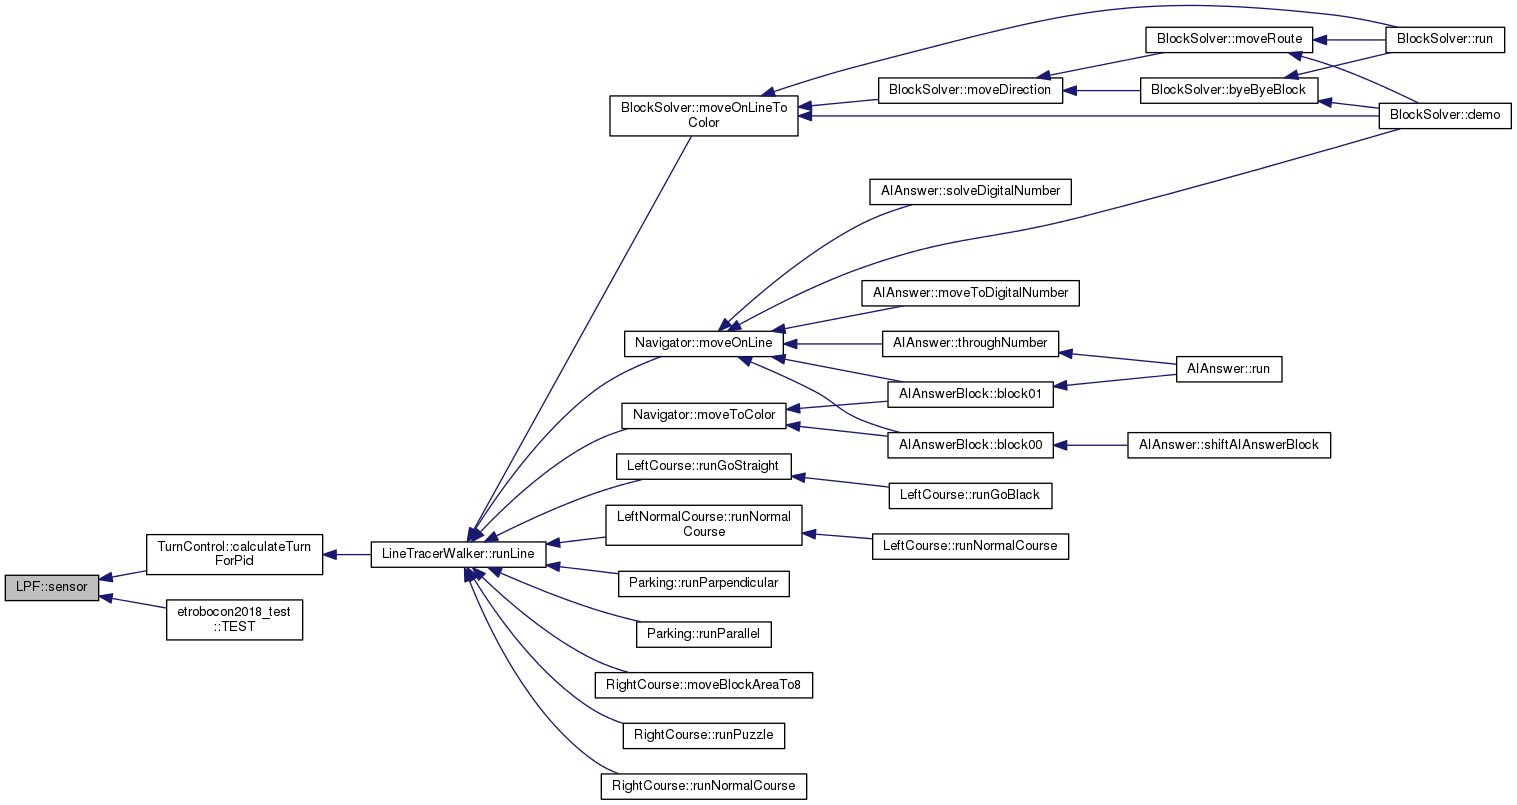 BlockSolver::moveRoute
BlockSolver::run
BlockSolver::moveDirection
BlockSolver::byeByeBlock
BlockSolver::moveOnLineTo
Color
BlockSolver::demo
AIAnswer::solveDigitalNumber
AIAnswer::moveToDigitalNumber
Navigator::moveOnLine
AIAnswer::throughNumber
AIAnswer::run
AIAnswerBlock::block01
Navigator::moveToColor
AIAnswerBlock::block00
AIAnswer::shiftAIAnswerBlock
LeftCourse::runGoStraight
LeftCourse::runGoBlack
LeftNormalCourse::runNormal
Course
LeftCourse::runNormalCourse
TurnControl::calculateTurn
ForPid
LineTracerWalker::runLine
LPF::sensor
Parking::runParpendicular
etrobocon2018_test
::TEST
Parking::runParallel
RightCourse::moveBlockAreaTo8
RightCourse::runPuzzle
RightCourse::runNormalCourse